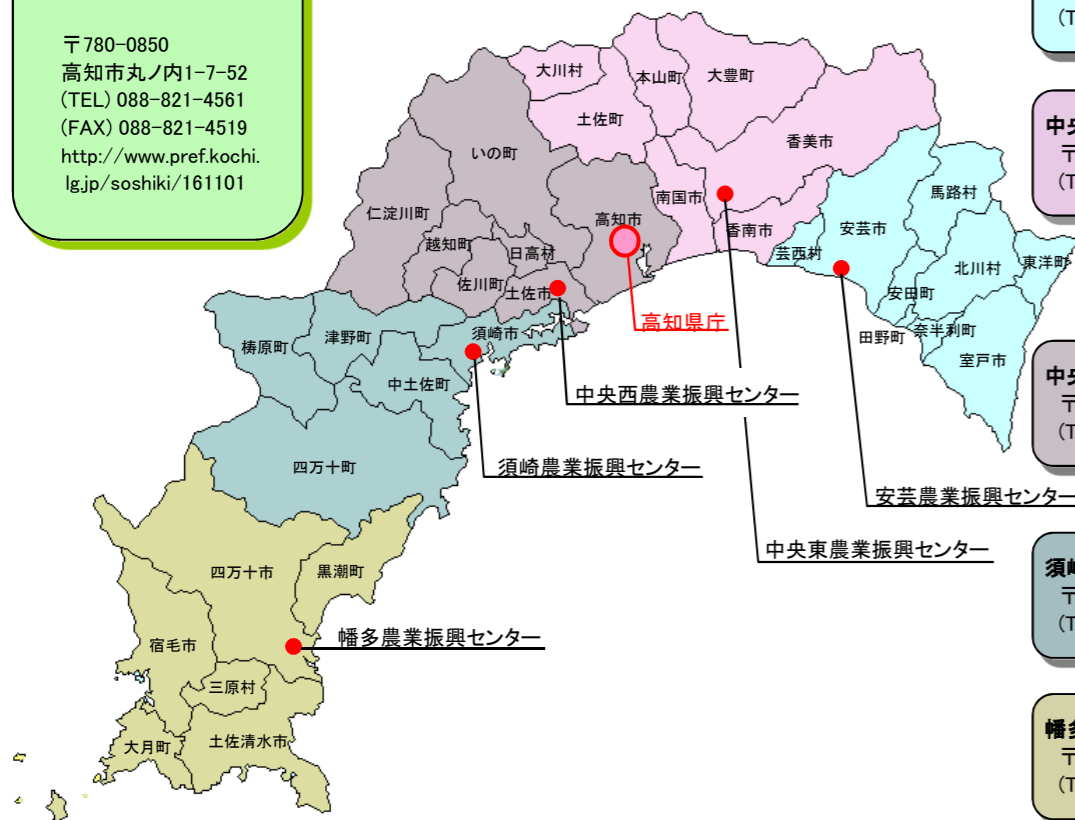 〒780-0850
高知市丸ノ内1-7-52
(TEL) 088-821-4561
(FAX) 088-821-4519
http://www.pref.kochi.
lg.jp/soshiki/161101
大川村
本山町
大豊町
土佐町
香美市
いの町
南国市
馬路村
仁淀川町
高知市
香南市
安芸市
越知町
日高村
芸西村
北川村
東洋町
佐川町
土佐市
安田町
高知県庁
田野町
奈半利町
室戸市
須崎市
津野町
梼原町
中土佐町
中央西農業振興センター
四万十町
須崎農業振興センター
安芸農業振興センター
中央東農業振興センター
四万十市
黒潮町
宿毛市
幡多農業振興センター
三原村
大月町
土佐清水市
(T
中央
〒
(T
中央
〒
(T
須崎
〒
(T
幡多
〒
(T